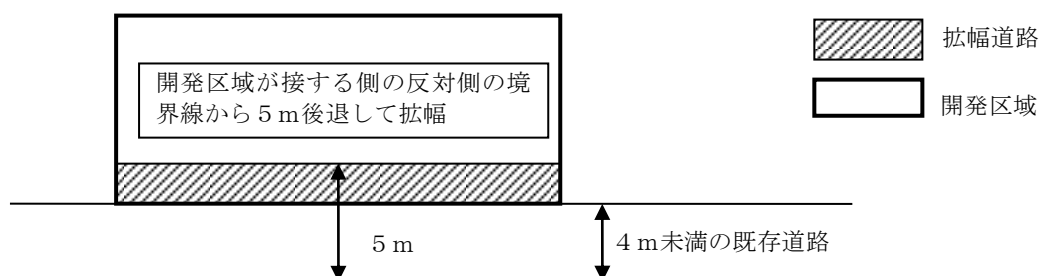 拡幅道路
開発区域が接する側の反対側の境
界線から５ｍ後退して拡幅
開発区域
５ｍ
４ｍ未満の既存道路